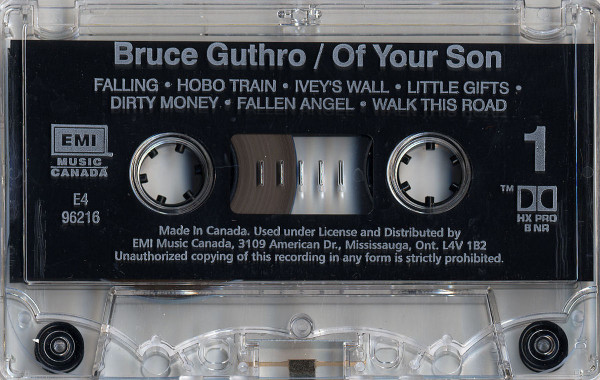 Bruce Guthro / Of Your Son
FALLING • HOBO TRAIN • IVEY'S WALL • LITTLE GIFTS •
DIRTY MONEY • FALLEN ANGEL • WALK THIS ROAD
EMI
MUSIC
CANADA
E4
96216
1
™
HX PRO
B NR
Made In Canada. Used under License and Distributed by
EMI Music Canada, 3109 American Dr., Mississauga, Ont. L4V 1B2
Unauthorized copying of this recording in any form is strictly prohibited.